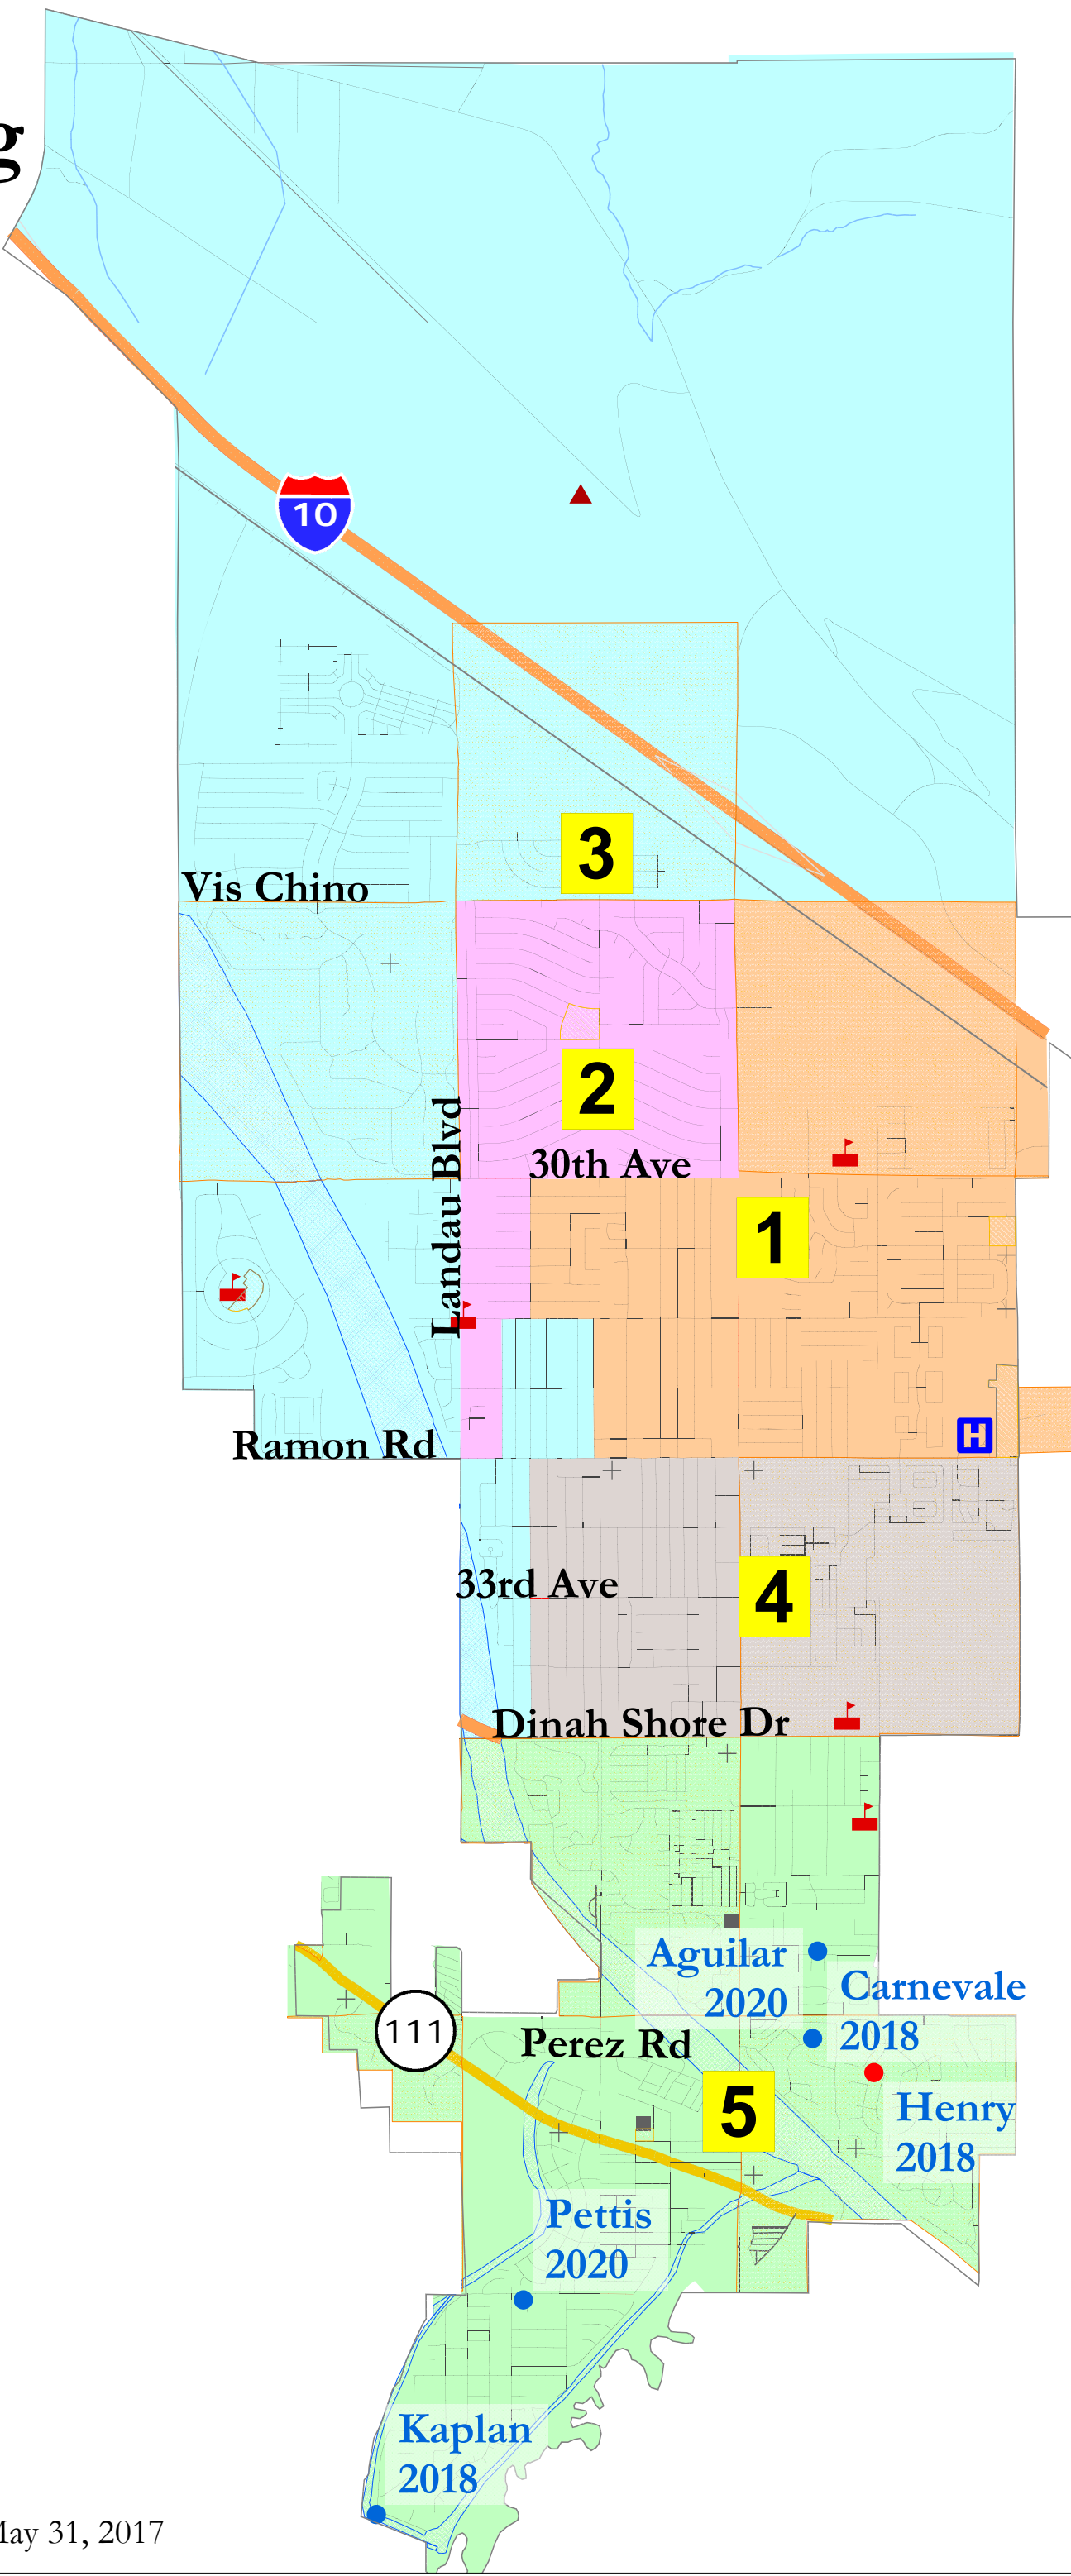 g
10
3
Vis Chino
2
Landau Blvd
30th Ave
1
H
Ramon Rd
33rd Ave
4
Dinah Shore Dr
Aguilar
2020
Carnevale
2018
111
Perez Rd
5
Henry
2018
Pettis
2020
Kaplan
2018
May 31, 2017